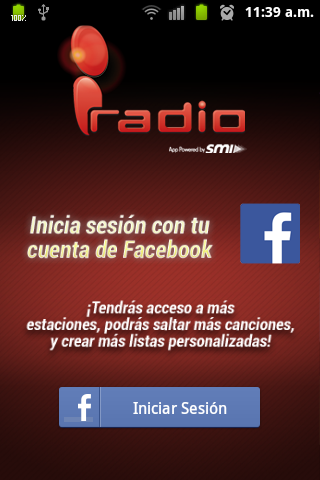 100%
11:39 a.m.
iradio
App Powered by SMI
Inicia sesión con tu
cuenta de Facebook
f
¡Tendrás acceso a más
estaciones, podrás saltar más canciones,
y crear más listas personalizadas!
f
Iniciar Sesión